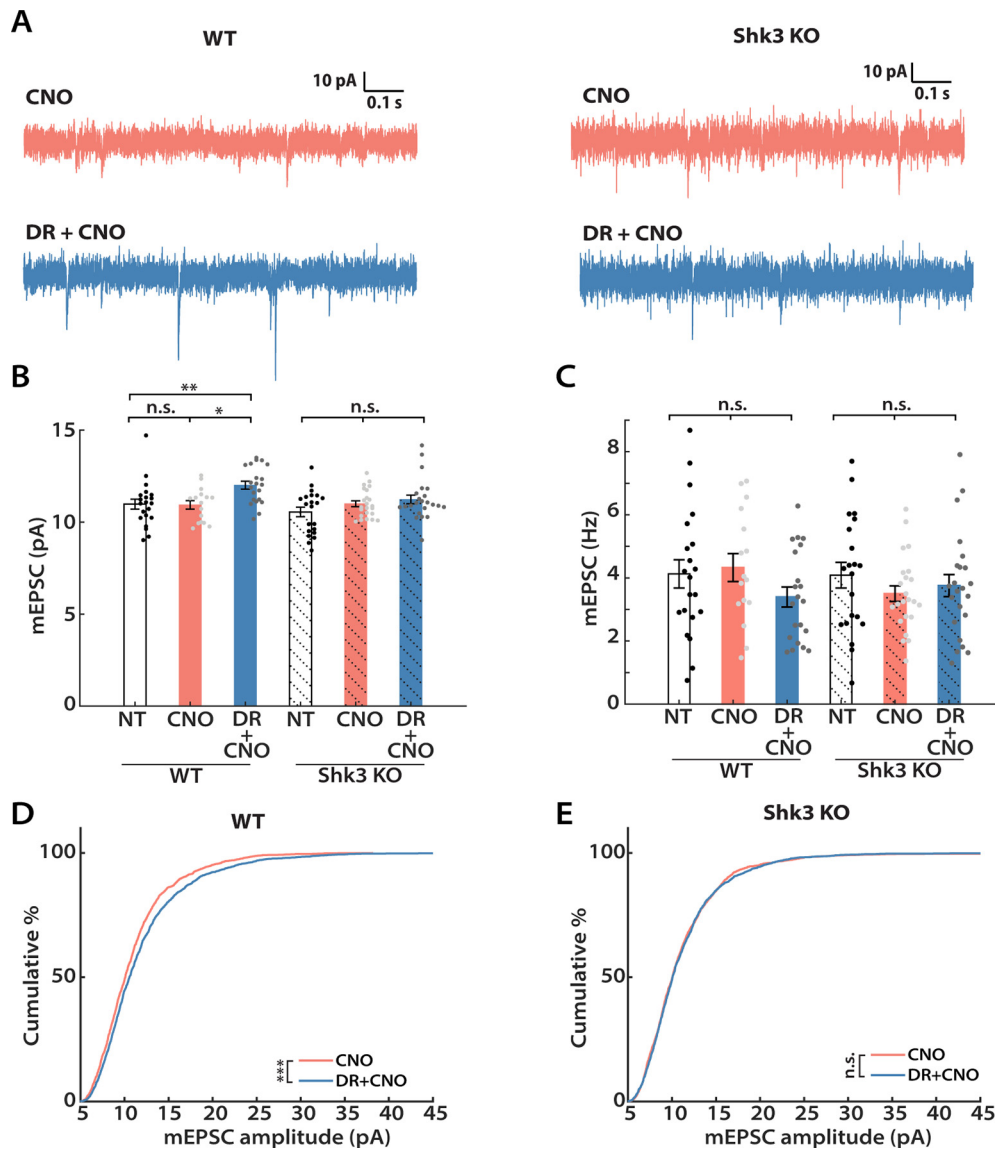 A
WT
Shk3 KO
10 pA
0.1 s
10 pA
0.1 s
CNO
CNO
DR + CNO
DR + CNO
B
**
n.s.
*
n.s.
mEPSC (pA)
15
10
5
0
NT
CNO
DR
+
CNO
NT
CNO
DR
+
CNO
WT
Shk3 KO
C
n.s.
n.s.
mEPSC (Hz)
8
6
4
2
0
NT
CNO
DR
+
CNO
NT
CNO
DR
+
CNO
WT
Shk3 KO
D
WT
Cumulative %
100
50
0
5
10
15
20
25
30
35
40
45
mEPSC amplitude (pA)
***
CNO
DR+CNO
E
Shk3 KO
Cumulative %
100
50
0
5
10
15
20
25
30
35
40
45
mEPSC amplitude (pA)
n.s.
CNO
DR+CNO